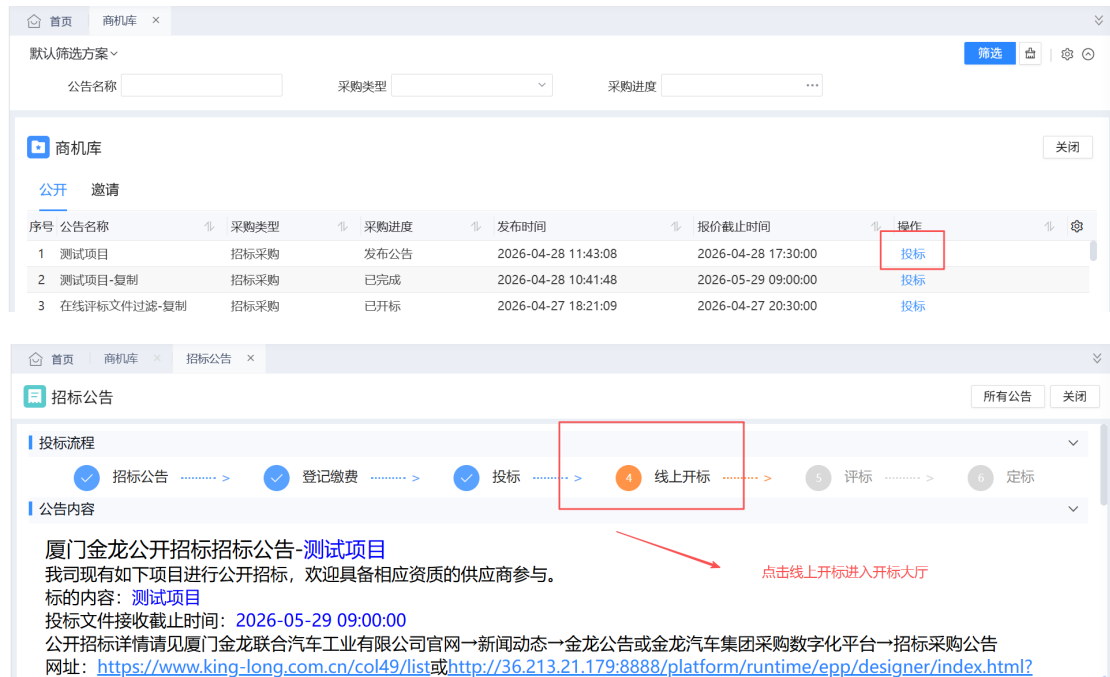 首页 商机库 ×
默认筛选方案 筛选
公告名称 采购类型 采购进度 ...
商机库 关闭
公开 邀请
序号 公告名称 采购类型 采购进度 发布时间 报价截止时间 操作
1 测试项目 招标采购 发布公告 2026-04-28 11:43:08 2026-04-28 17:30:00 投标
2 测试项目-复制 招标采购 已完成 2026-04-28 10:41:48 2026-05-29 09:00:00 投标
3 在线评标文件过滤-复制 招标采购 已开标 2026-04-27 18:21:09 2026-04-27 20:30:00 投标
首页 商机库 × 招标公告 ×
招标公告 所有公告 关闭
投标流程
招标公告 ········> 登记缴费 ········> 投标 ········> 4 线上开标 ········> 5 评标 ········> 6 定标
公告内容
厦门金龙公开招标招标公告-测试项目
我司现有如下项目进行公开招标，欢迎具备相应资质的供应商参与。
点击线上开标进入开标大厅
标的内容：测试项目
投标文件接收截止时间：2026-05-29 09:00:00
公开招标详情请见厦门金龙联合汽车工业有限公司官网→新闻动态→金龙公告或金龙汽车集团采购数字化平台→招标采购公告
网址：https://www.king-long.com.cn/col49/list或http://36.213.21.179:8888/platform/runtime/epp/designer/index.html?